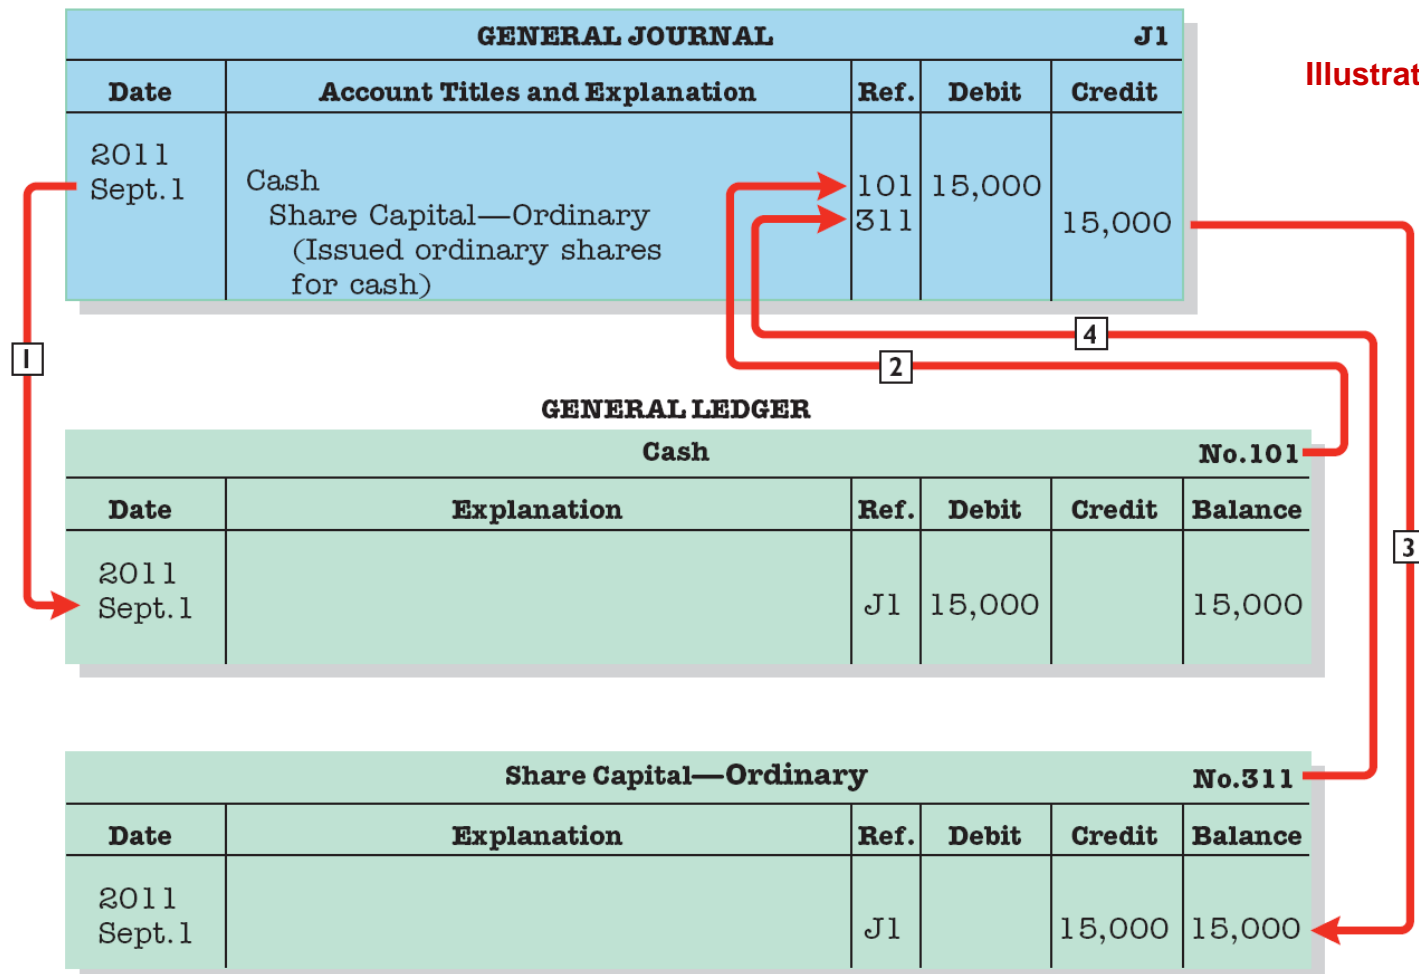 GENERAL JOURNAL J1
Illustrat
Date Account Titles and Explanation Ref. Debit Credit
2011
Sept.1 Cash 101 15,000
Share Capital—Ordinary 311 15,000
(Issued ordinary shares
for cash)
4
1
2
GENERAL LEDGER
Cash No.101
Date Explanation Ref. Debit Credit Balance
3
2011
Sept.1 J1 15,000 15,000
Share Capital—Ordinary No.311
Date Explanation Ref. Debit Credit Balance
2011
Sept.1 J1 15,000 15,000